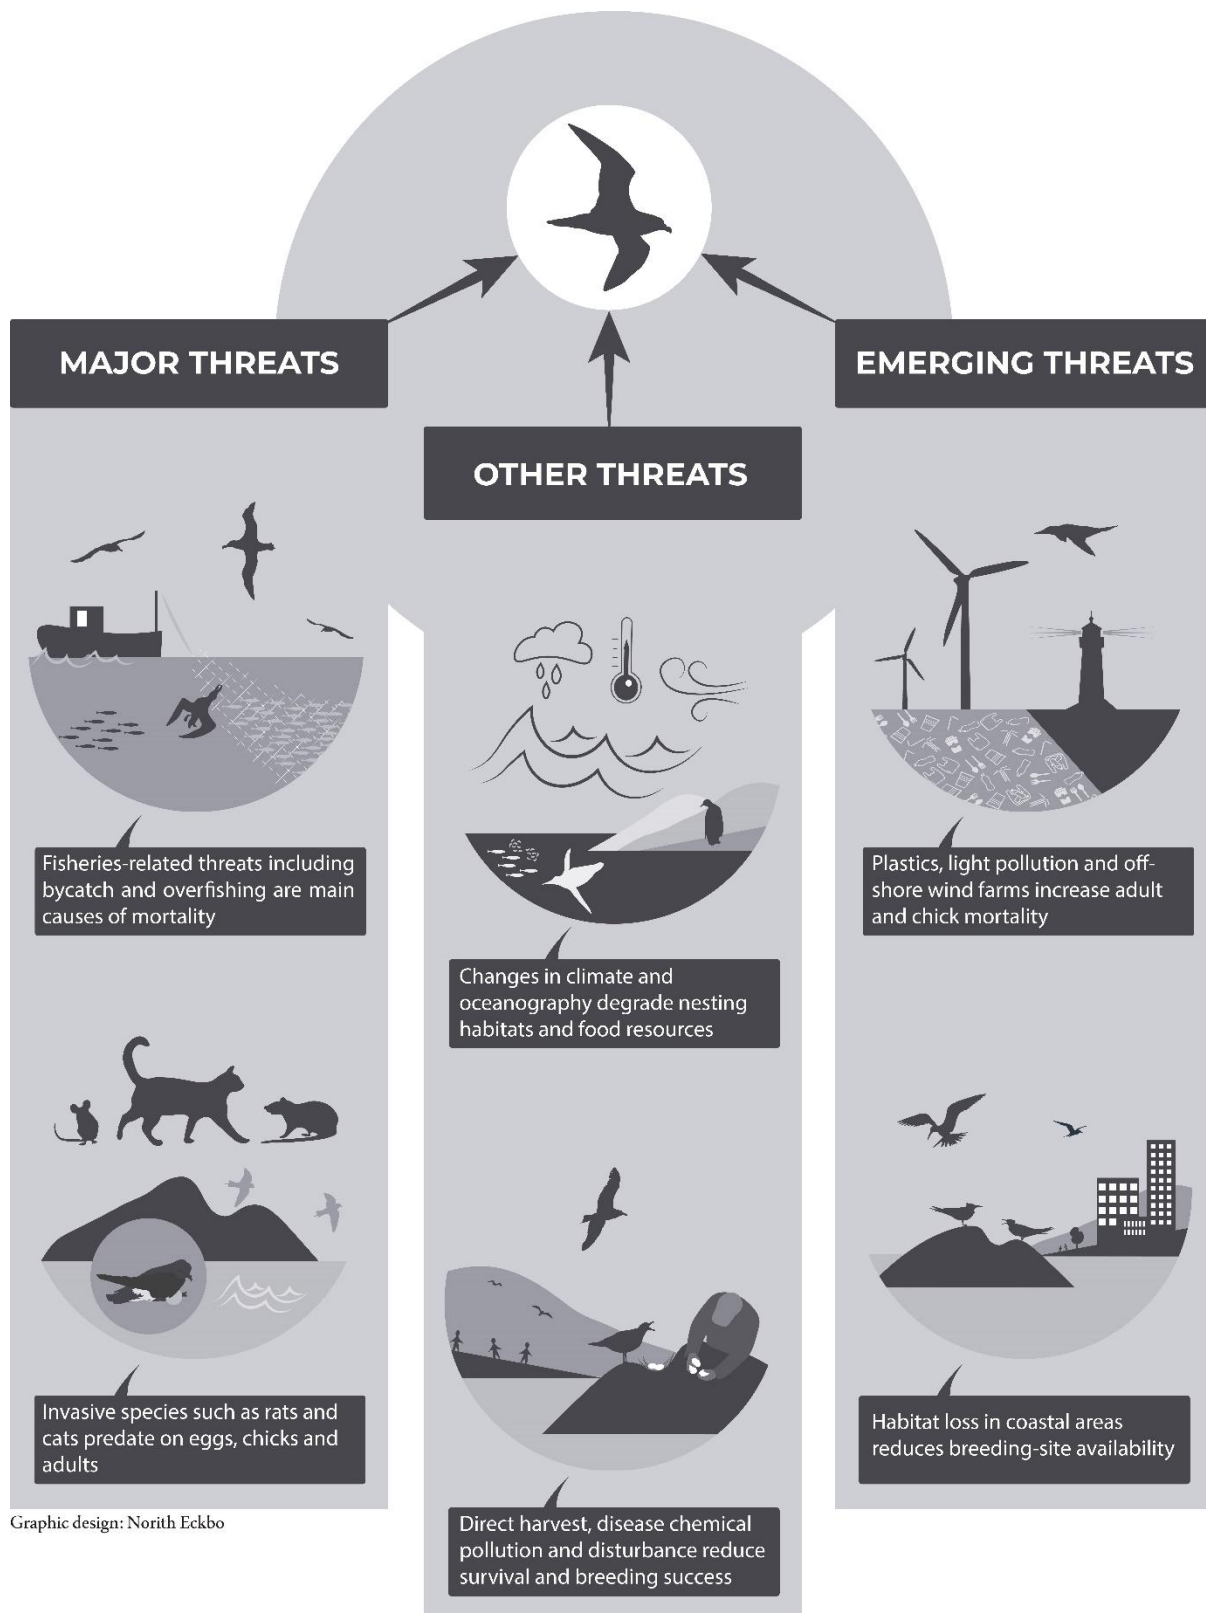 MAJOR THREATS
Fisheries-related threats including
bycatch and overfishing are main
causes of mortality
Invasive species such as rats and
cats predate on eggs, chicks and
adults
Graphic design: Norith Eckbo
OTHER THREATS
Changes in climate and
oceanography degrade nesting
habitats and food resources
Direct harvest, disease chemical
pollution and disturbance reduce
survival and breeding success
EMERGING THREATS
Plastics, light pollution and off-
shore wind farms increase adult
and chick mortality
Habitat loss in coastal areas
reduces breeding-site availability